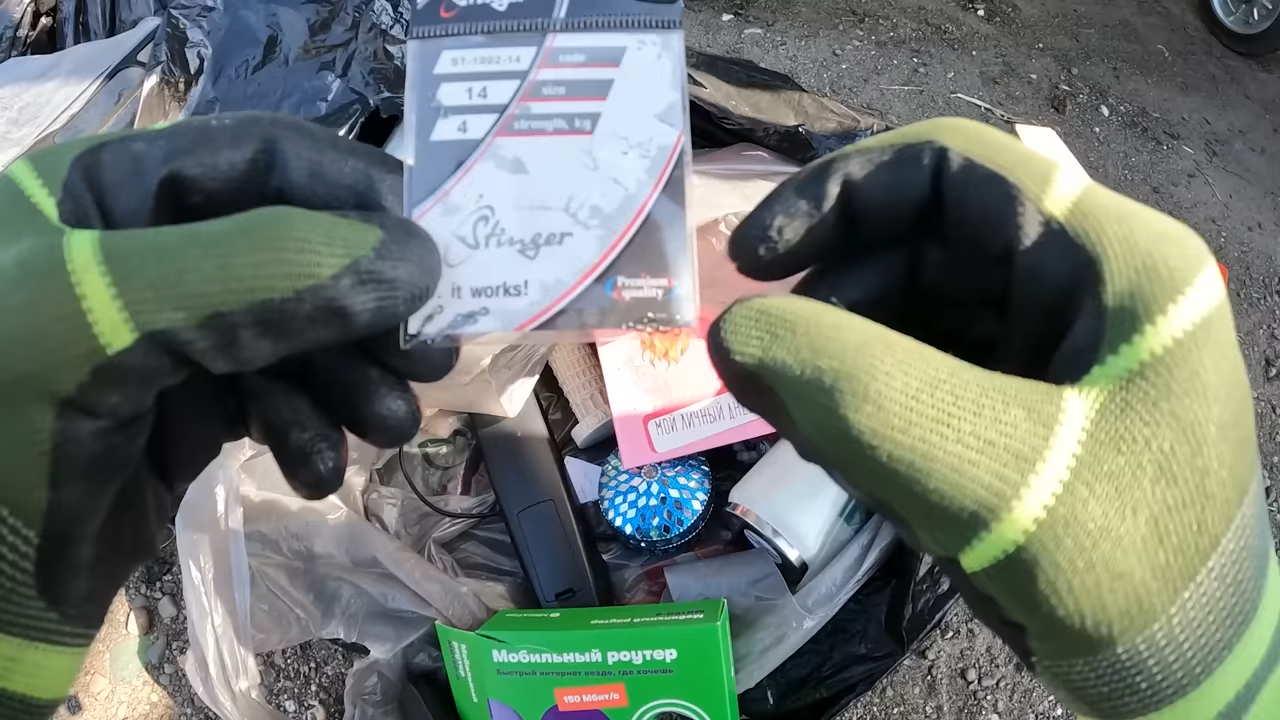 Stinger
ST-1002-14 code
14 size
4 strength, kg
Stinger
it works!
Premium
quality
МОЙ ЛИЧНЫЙ
Мобильный роутер
Быстрый интернет везде, где хочешь
150 Мбит/с